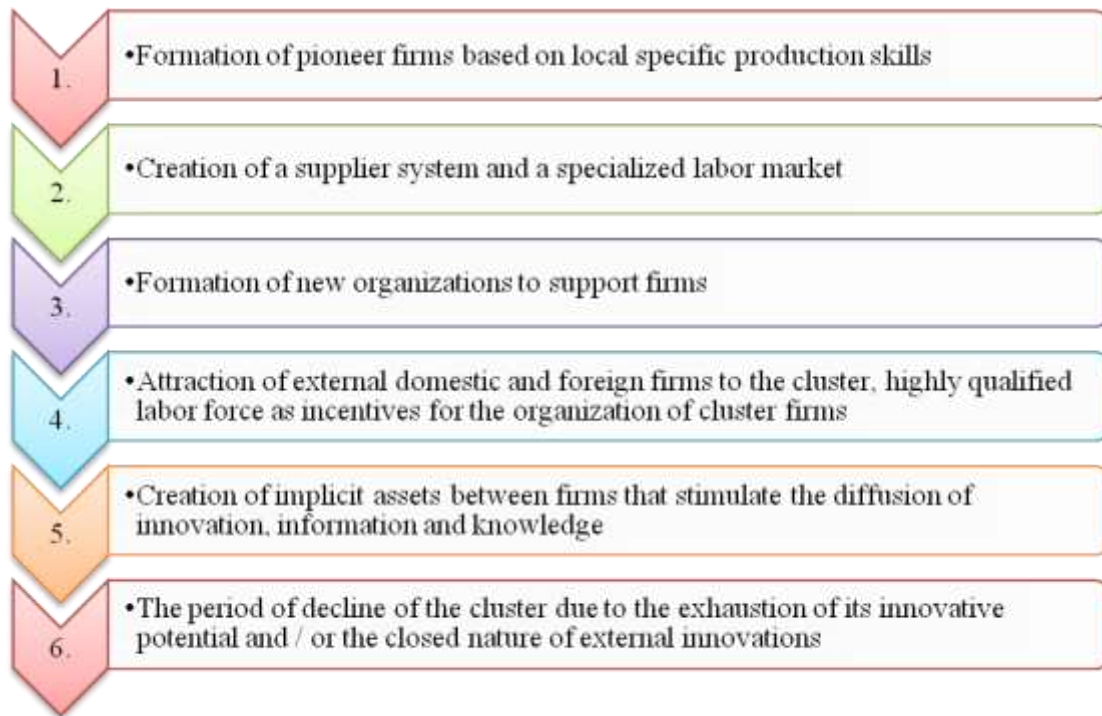 1.
•Formation of pioneer firms based on local specific production skills
2.
•Creation of a supplier system and a specialized labor market
3.
•Formation of new organizations to support firms
4.
•Attraction of external domestic and foreign firms to the cluster, highly qualified
labor force as incentives for the organization of cluster firms
5.
•Creation of implicit assets between firms that stimulate the diffusion of
innovation, information and knowledge
6.
•The period of decline of the cluster due to the exhaustion of its innovative
potential and / or the closed nature of external innovations